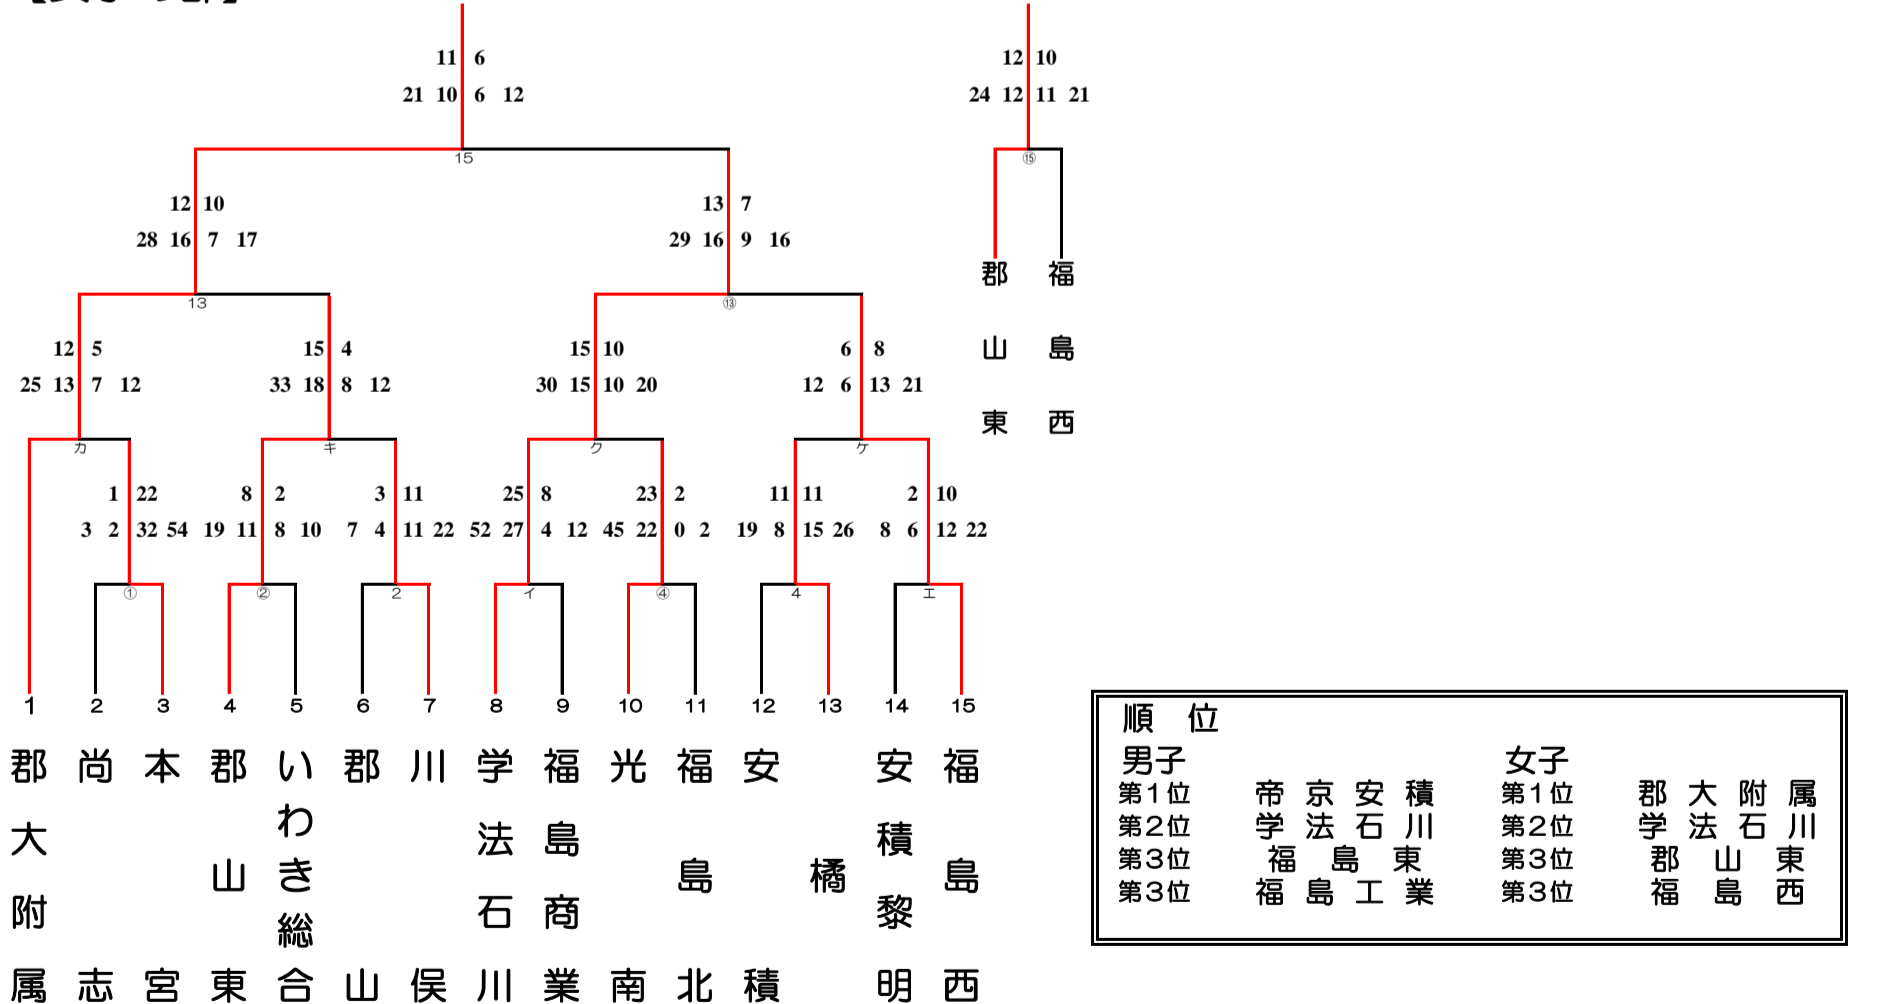 11 6 12 10
21 10 6 12 24 12 11 21
15 ⑮
12 10 13 7
28 16 7 17 29 16 9 16
郡山東 福島西
13 ⑬
12 5 15 4 15 10 6 8
25 13 7 12 33 18 8 12 30 15 10 20 12 6 13 21
カ キ ク ケ
1 22 8 2 3 11 25 8 23 2 11 11 2 10
3 2 32 54 19 11 8 10 7 4 11 22 52 27 4 12 45 22 0 2 19 8 15 26 8 6 12 22
① ② 2 イ ④ 4 エ
1 2 3 4 5 6 7 8 9 10 11 12 13 14 15
郡大附属
尚志
本宮
郡山東
いわき総合
郡山
川俣
学法石川
福島商業
光南
福島北
安積
橘
安積黎明
福島西
順 位
男子 女子
第1位 帝京安積 第1位 郡大附属
第2位 学法石川 第2位 学法石川
第3位 福島東 第3位 郡山東
第3位 福島工業 第3位 福島西